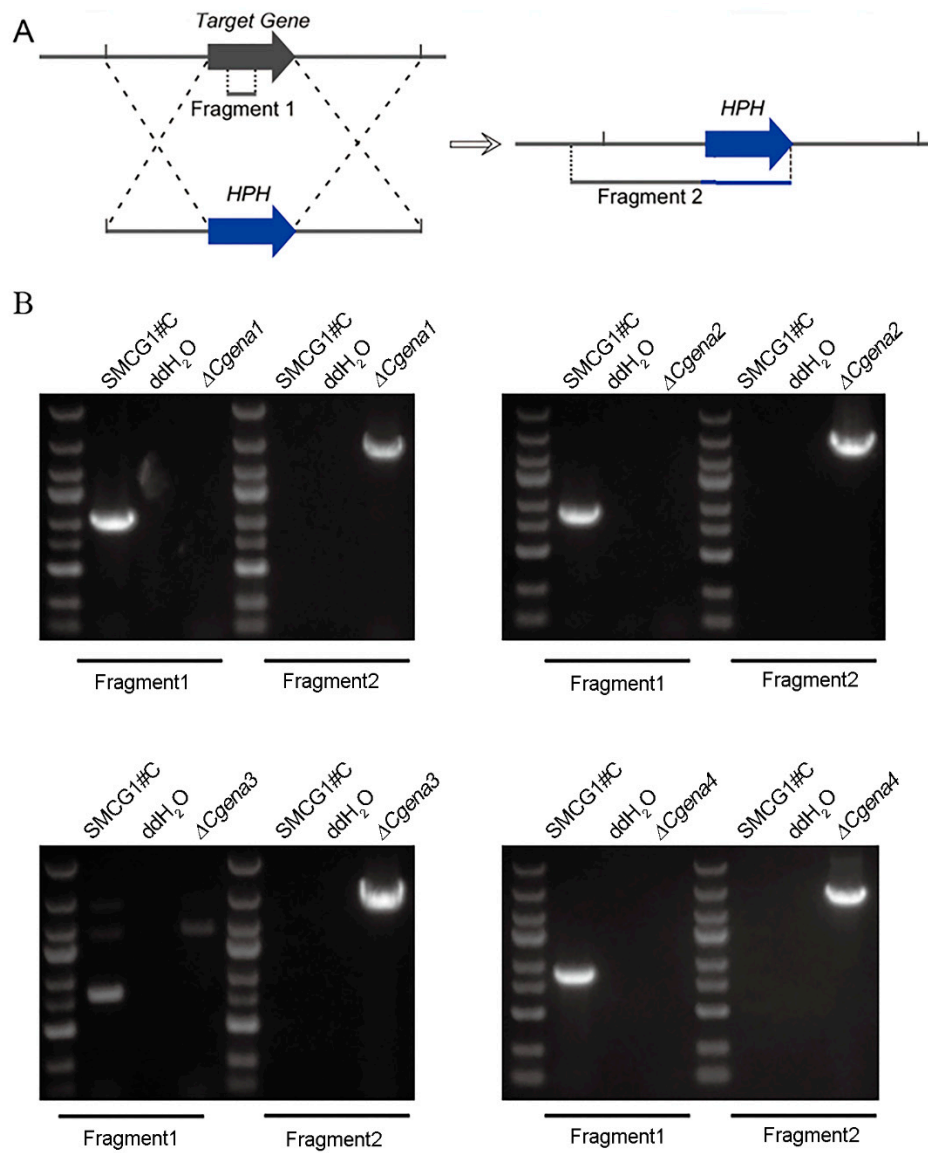 A
Target Gene
Fragment 1
HPH
HPH
Fragment 2
B
SMCG1#C ddH₂O ΔCgena1 SMCG1#C ddH₂O ΔCgena1
Fragment1 Fragment2
SMCG1#C ddH₂O ΔCgena2 SMCG1#C ddH₂O ΔCgena2
Fragment1 Fragment2
SMCG1#C ddH₂O ΔCgena3 SMCG1#C ddH₂O ΔCgena3
Fragment1 Fragment2
SMCG1#C ddH₂O ΔCgena4 SMCG1#C ddH₂O ΔCgena4
Fragment1 Fragment2